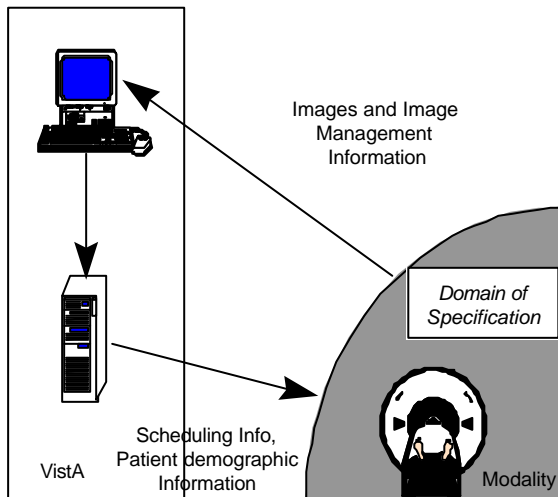 Images and Image
Management
Information
Domain of
Specification
Scheduling Info,
Patient demographic
Information
VistA
Modality